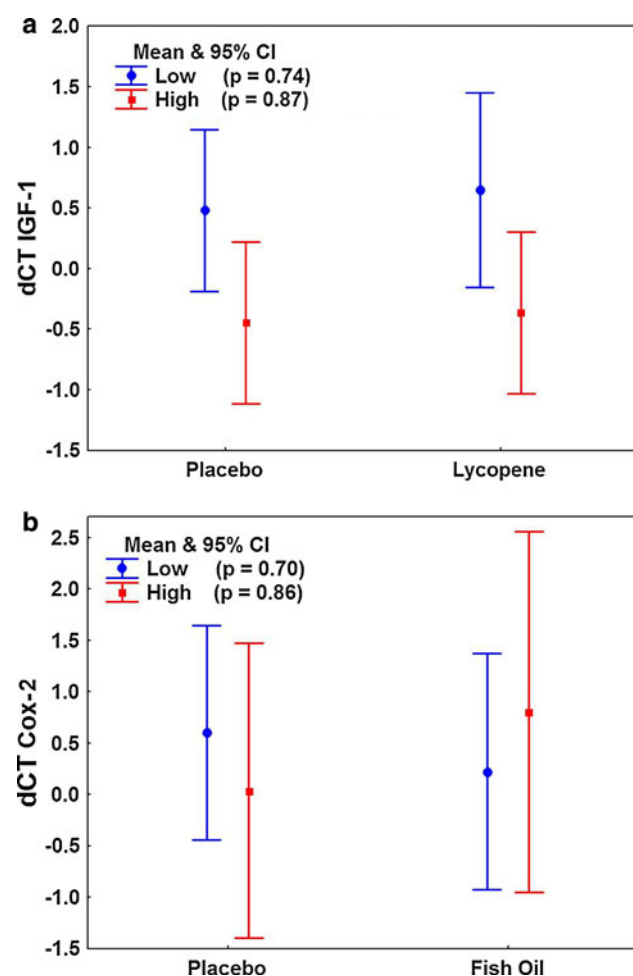 a
2.0
Mean & 95% CI
Low (p = 0.74)
High (p = 0.87)
1.5
1.0
0.5
0.0
-0.5
-1.0
-1.5
dCT IGF-1
Placebo Lycopene
b
2.5
Mean & 95% CI
Low (p = 0.70)
High (p = 0.86)
2.0
1.5
1.0
0.5
0.0
-0.5
-1.0
-1.5
dCT Cox-2
Placebo Fish Oil